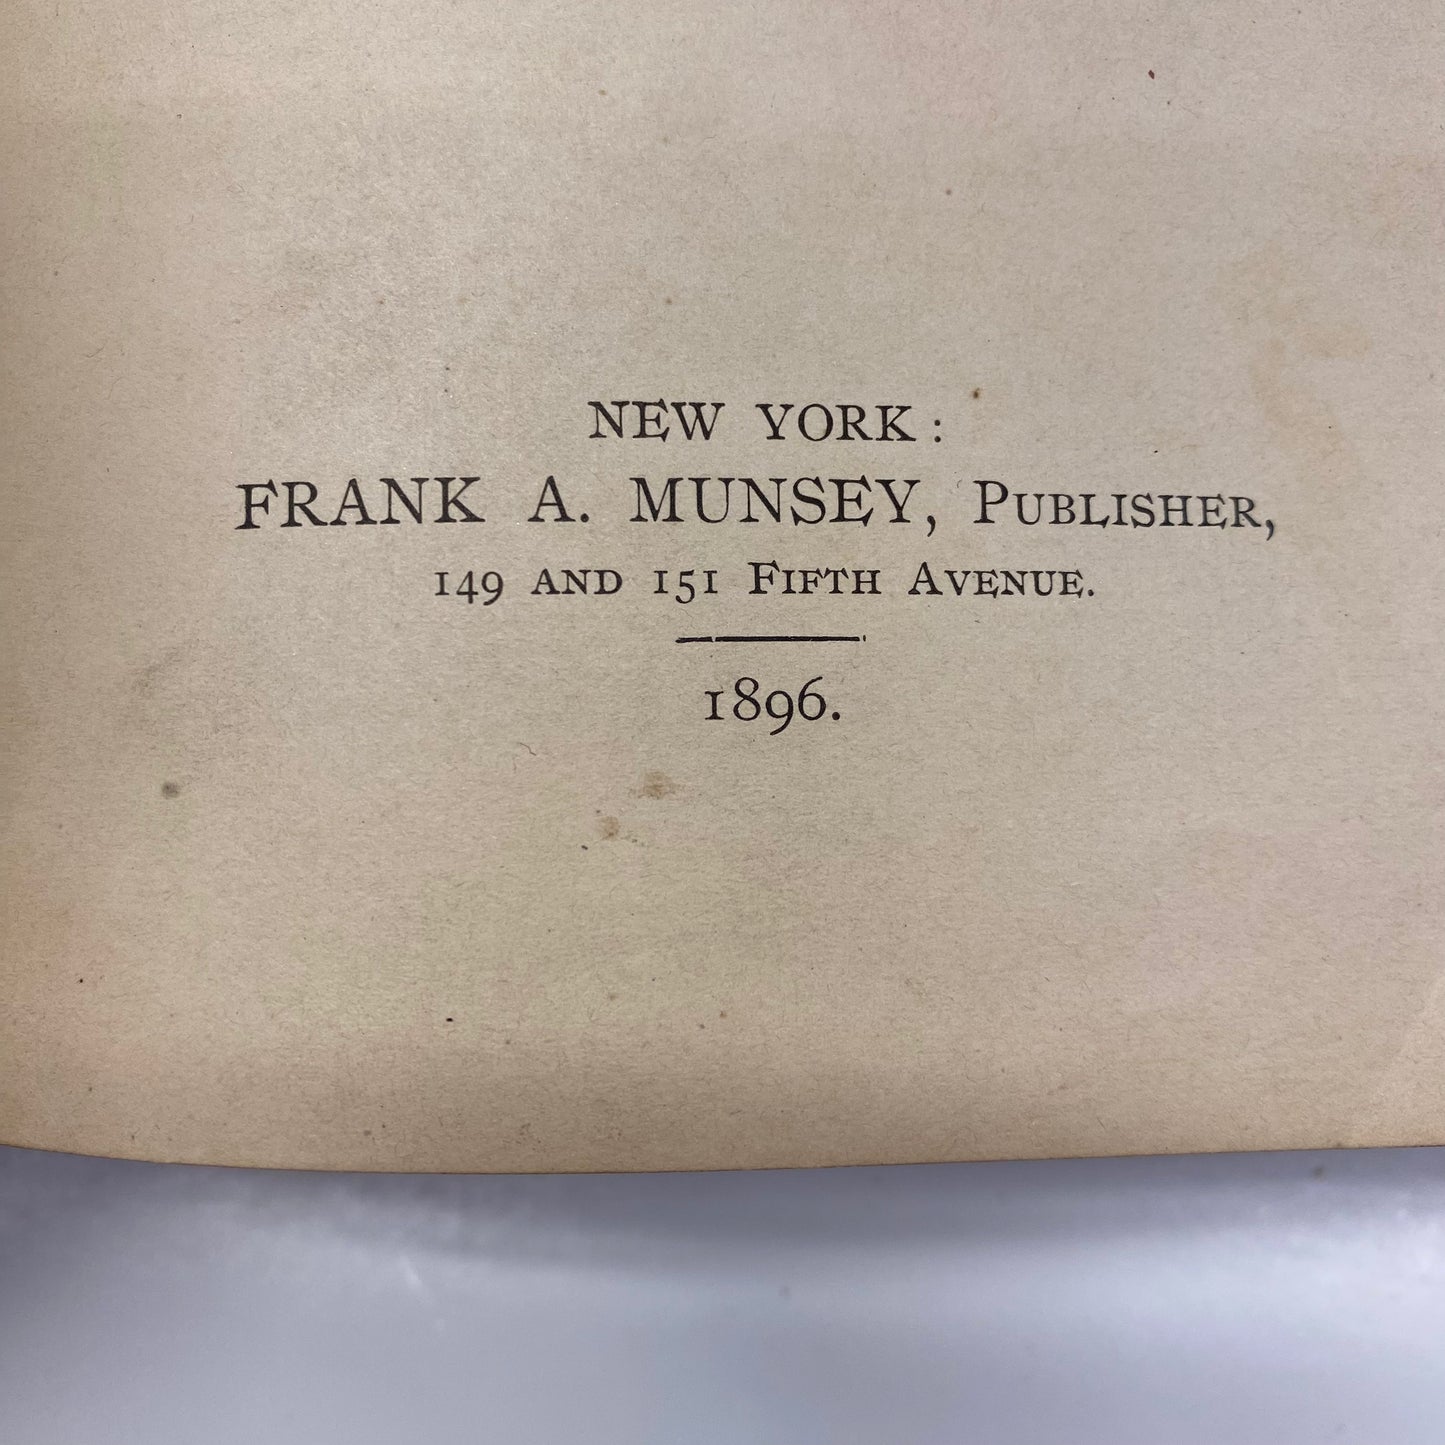 NEW YORK:
FRANK A. MUNSEY, PUBLISHER,
149 AND 151 FIFTH AVENUE.
1896.